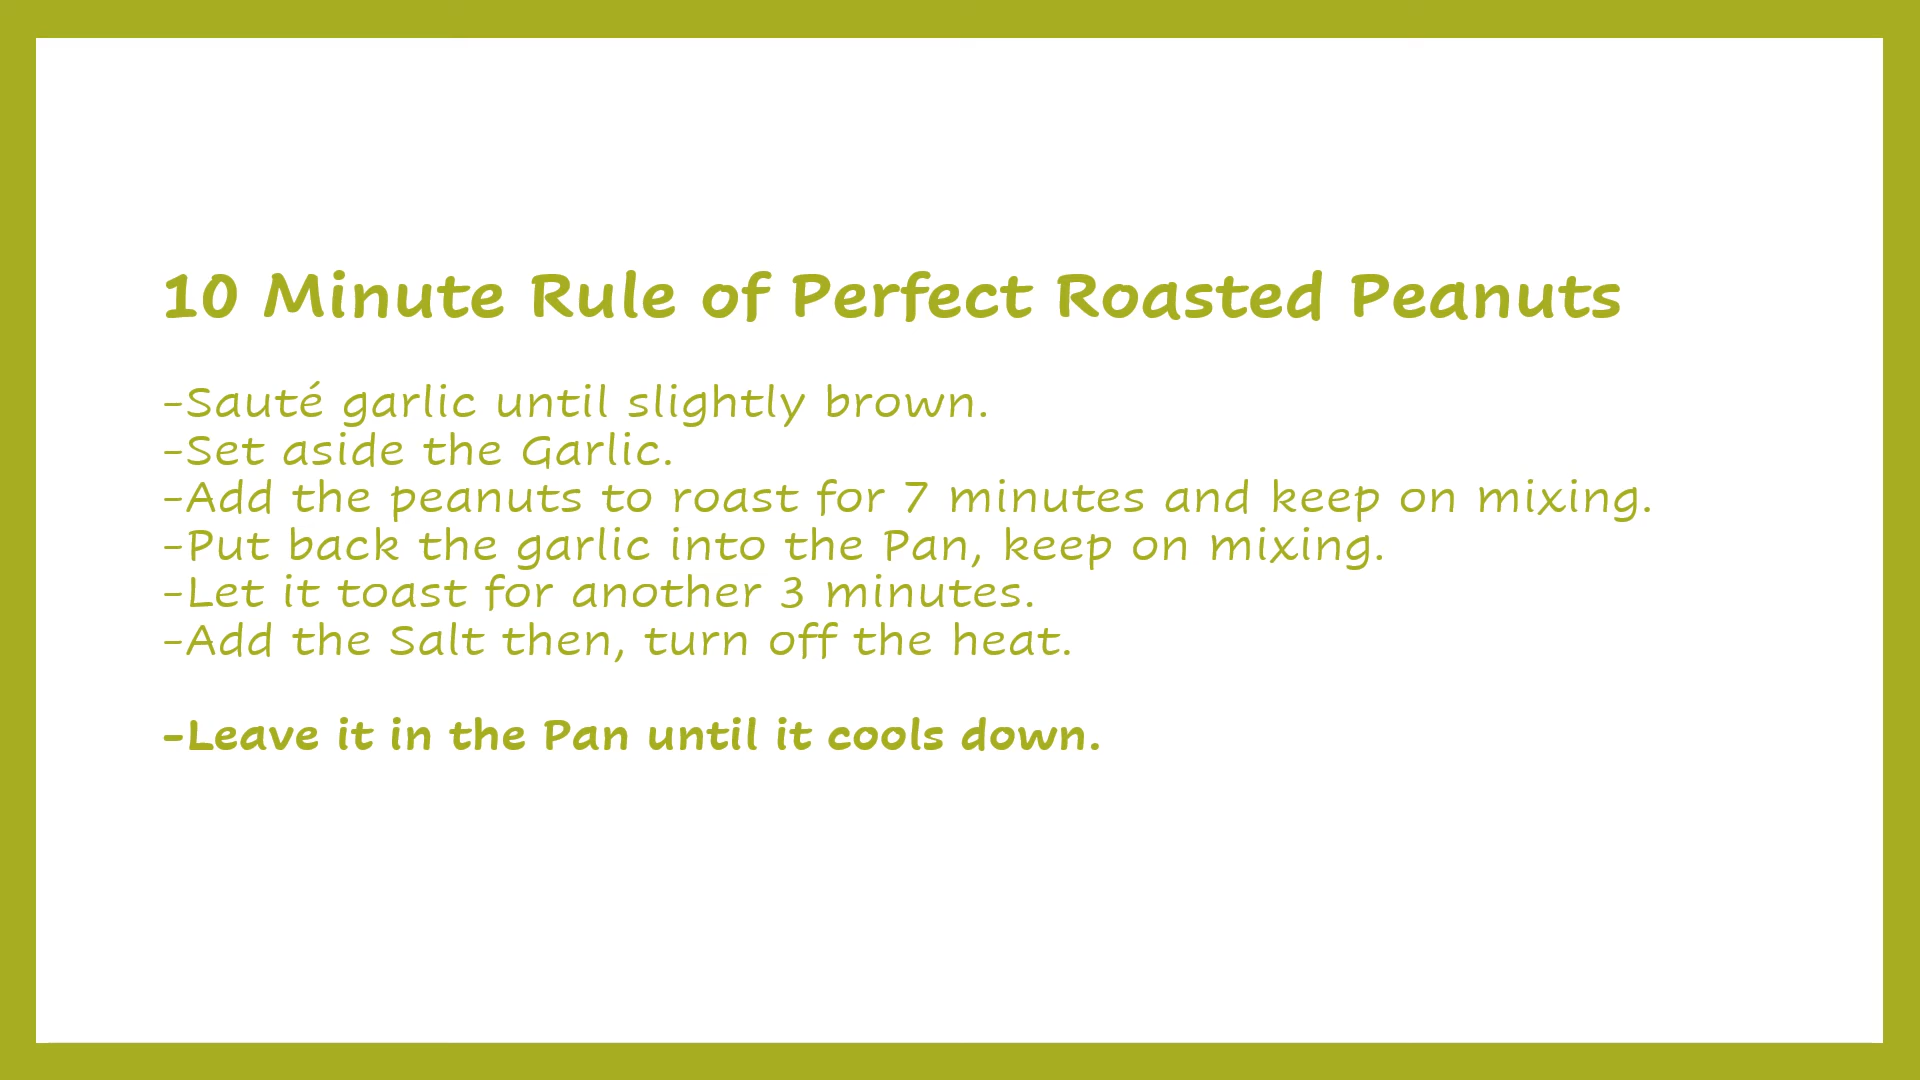 10 Minute Rule of Perfect Roasted Peanuts
-Sauté garlic until slightly brown.
-Set aside the Garlic.
-Add the peanuts to roast for 7 minutes and keep on mixing.
-Put back the garlic into the Pan, keep on mixing.
-Let it toast for another 3 minutes.
-Add the Salt then, turn off the heat.
-Leave it in the Pan until it cools down.